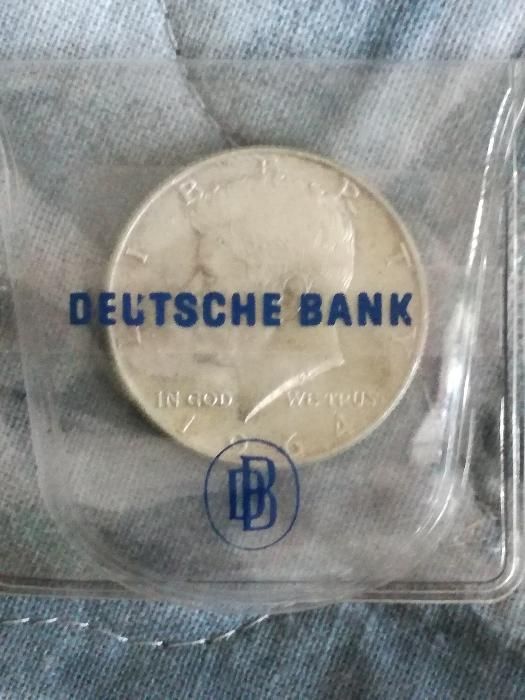 LIBERTY
DEUTSCHE BANK
IN GOD WE TRUST
1964
DB